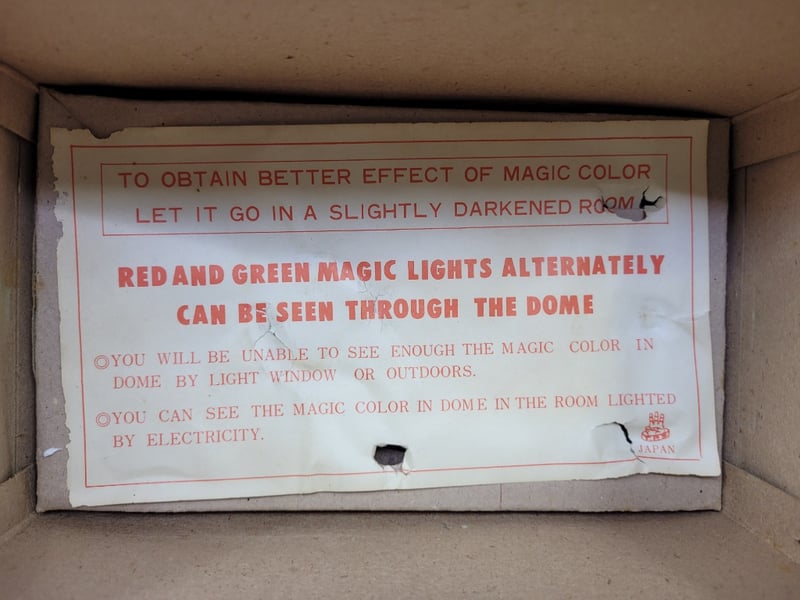 TO OBTAIN BETTER EFFECT OF MAGIC COLOR
LET IT GO IN A SLIGHTLY DARKENED ROOM
RED AND GREEN MAGIC LIGHTS ALTERNATELY
CAN BE SEEN THROUGH THE DOME
◎YOU WILL BE UNABLE TO SEE ENOUGH THE MAGIC COLOR IN
DOME BY LIGHT WINDOW OR OUTDOORS.
◎YOU CAN SEE THE MAGIC COLOR IN DOME IN THE ROOM LIGHTED
BY ELECTRICITY.
JAPAN